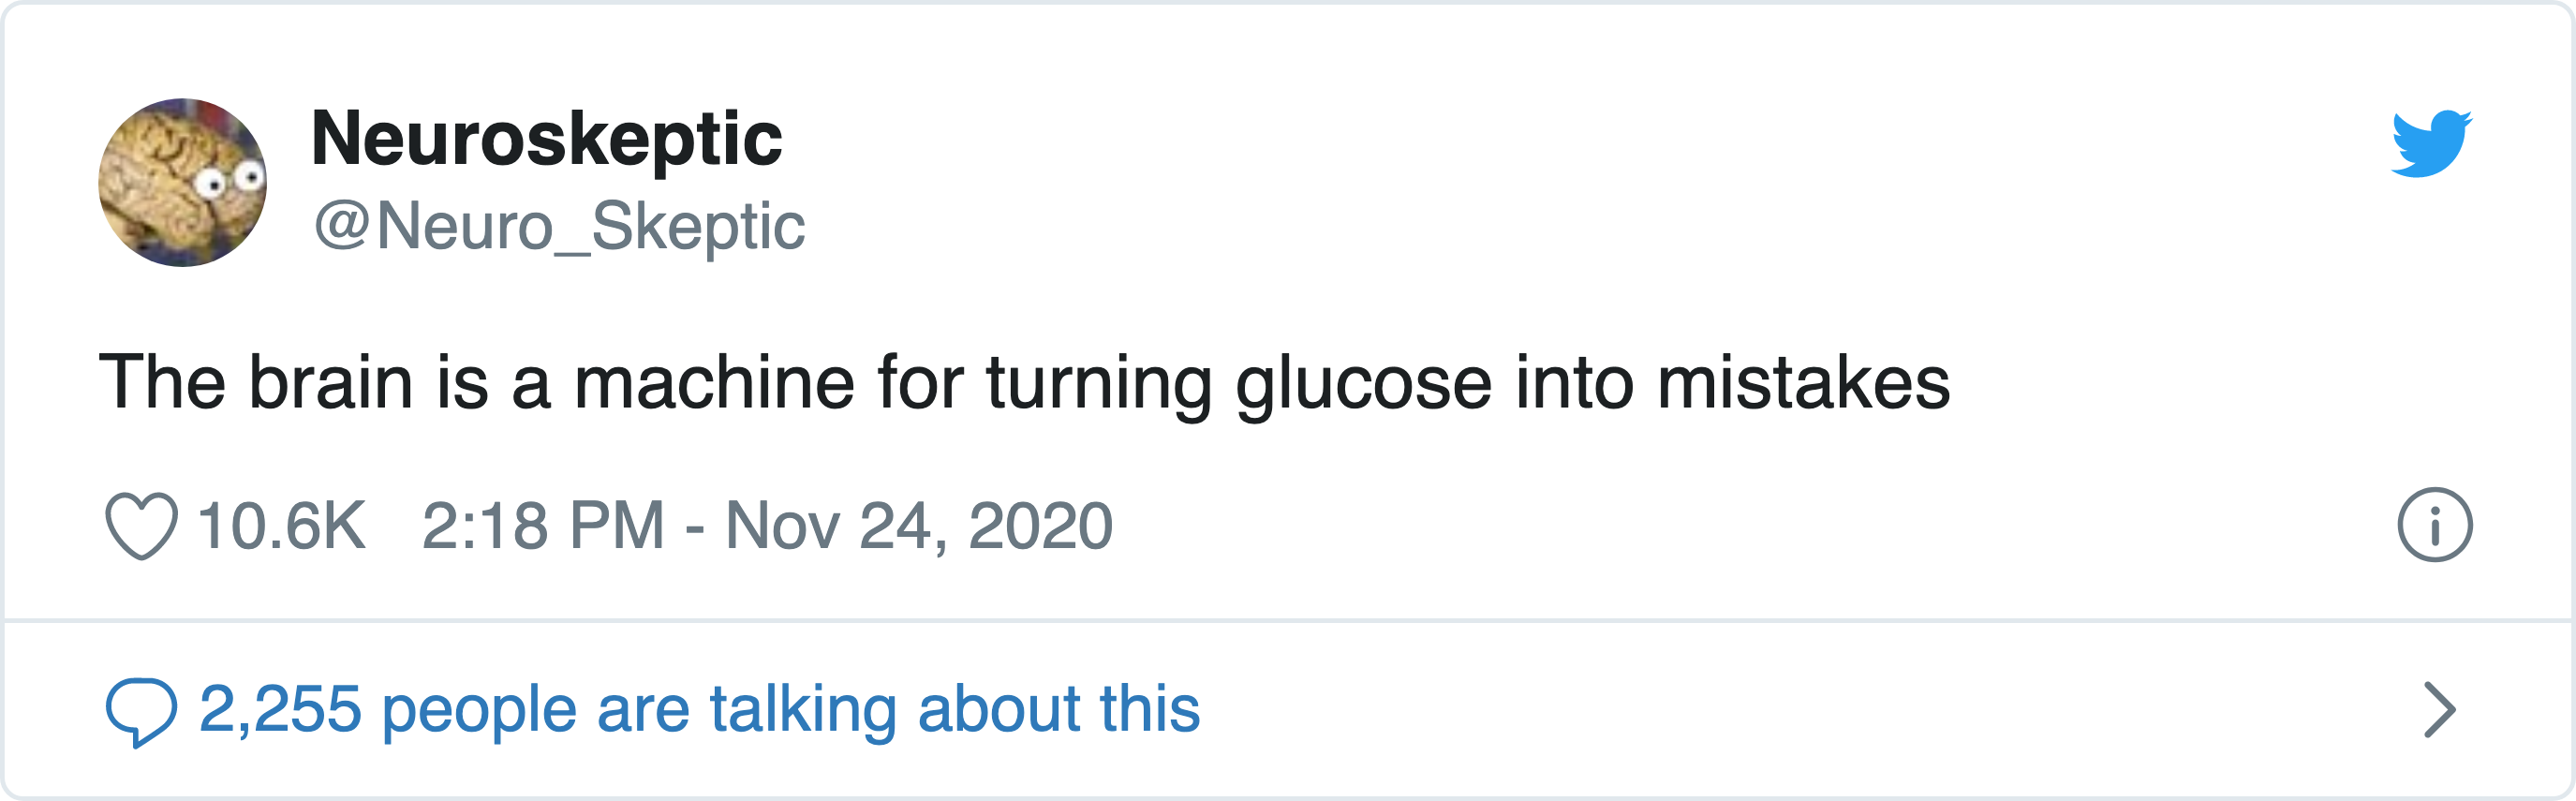 Neuroskeptic
@Neuro_Skeptic
The brain is a machine for turning glucose into mistakes
10.6K 2:18 PM - Nov 24, 2020
2,255 people are talking about this